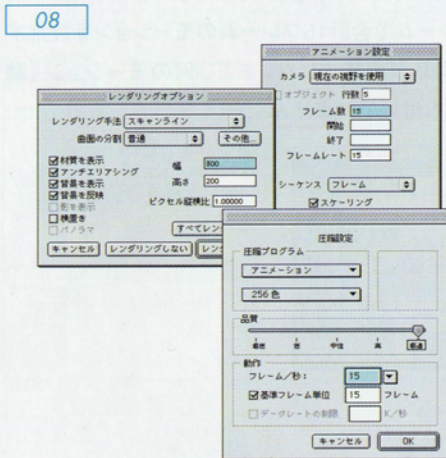 08
アニメーション設定
カメラ 現在の視野を使用
オブジェクト 行数 5
フレーム数 15
開始
終了
フレームレート 15
シーケンス フレーム
スケーリング
レンダリングオプション
レンダリング手法 スキャンライン
曲面の分割 普通 その他...
材質を表示
アンチエリアシング
背景を表示
背景を反映
影を表示
横置き
パノラマ
幅 800
高さ 200
ピクセル縦横比 1.00000
すべてレン
キャンセル レンダリングしない レン
圧縮設定
圧縮プログラム
アニメーション
256 色
品質
最低 低 中位 高 最適
動作
フレーム/秒: 15
基準フレーム単位 15 フレーム
データレートの制限 K/秒
キャンセル OK